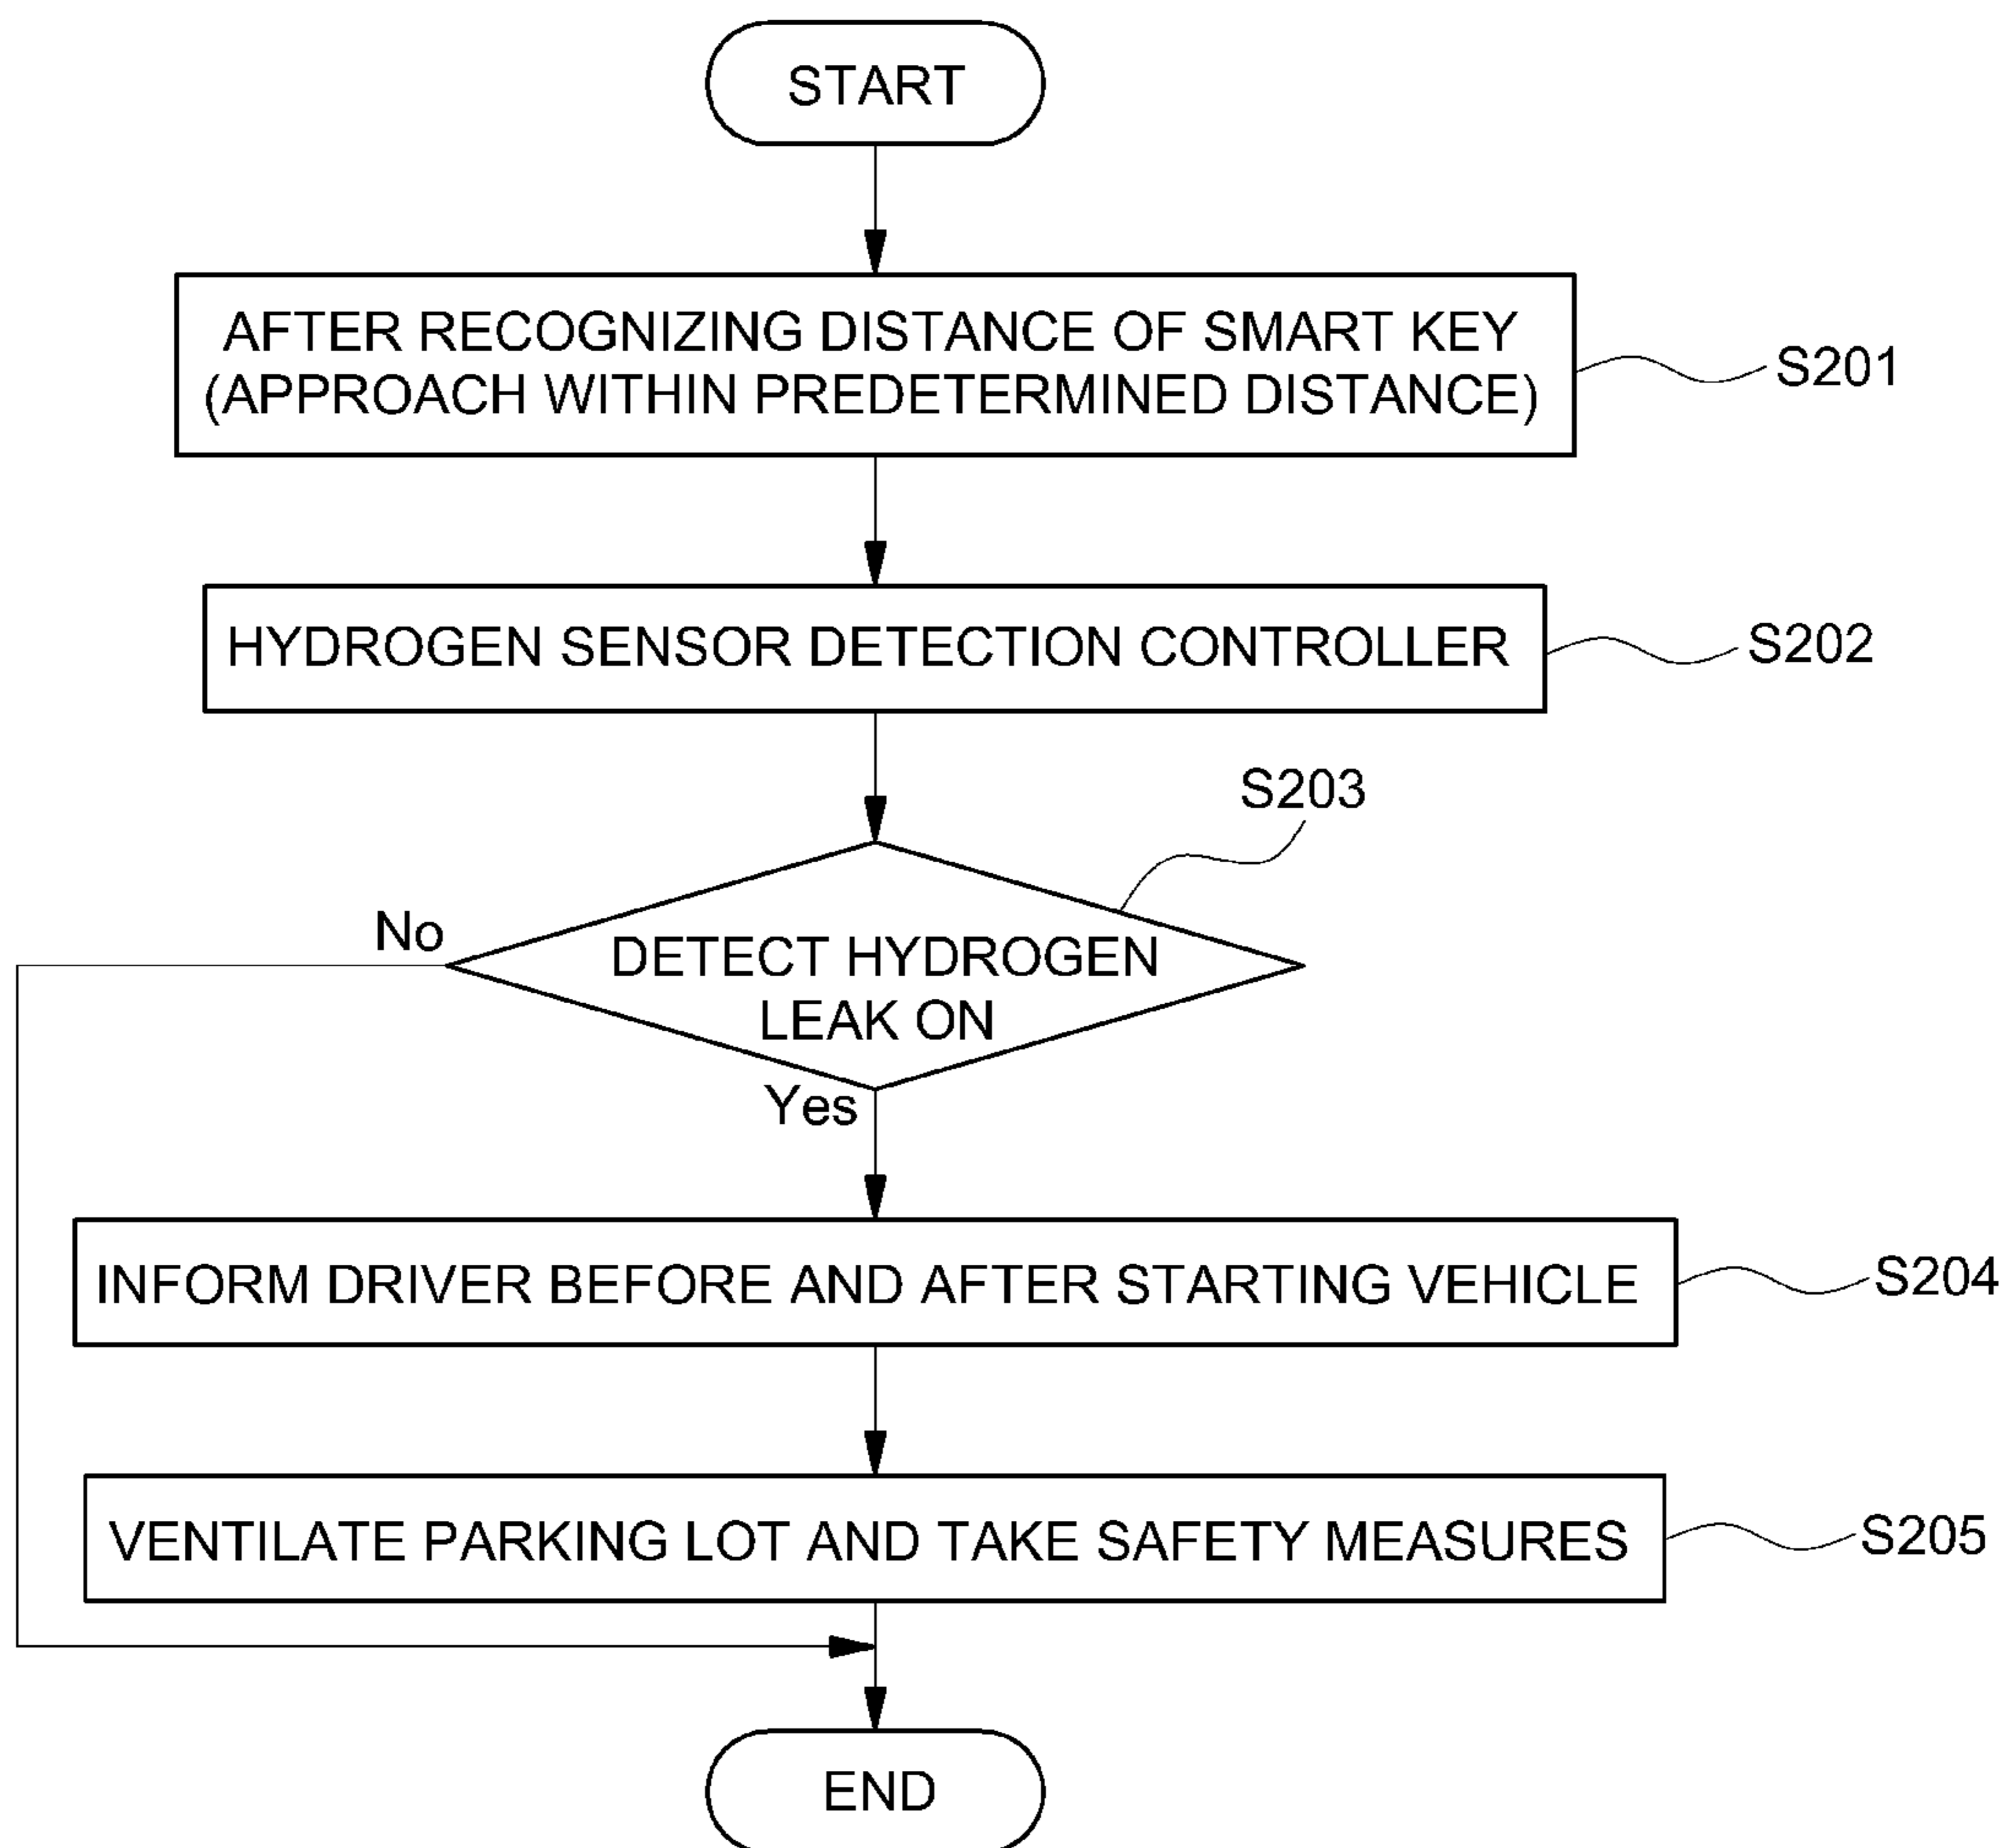 START
AFTER RECOGNIZING DISTANCE OF SMART KEY
(APPROACH WITHIN PREDETERMINED DISTANCE)
S201
HYDROGEN SENSOR DETECTION CONTROLLER
S202
S203
No
DETECT HYDROGEN
LEAK ON
Yes
INFORM DRIVER BEFORE AND AFTER STARTING VEHICLE
S204
VENTILATE PARKING LOT AND TAKE SAFETY MEASURES
S205
END